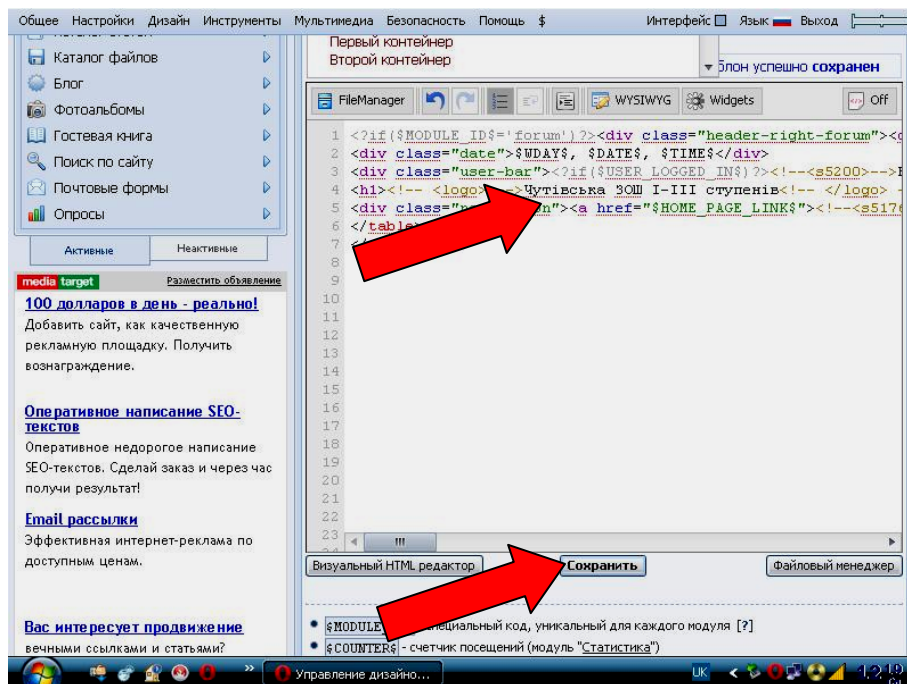 Общее Настройки Дизайн Инструменты Мультимедиа Безопасность Помощь $ Интерфейс Язык Выход
Каталог файлов
Блог
Фотоальбомы
Гостевая книга
Поиск по сайту
Почтовые формы
Опросы
Активные Неактивные
media target Разместить объявление
100 долларов в день - реально!
Добавить сайт, как качественную
рекламную площадку. Получить
вознаграждение.
Оперативное написание SEO-
текстов
Оперативное недорогое написание
SEO-текстов. Сделай заказ и через час
получи результат!
Email рассылки
Эффективная интернет-реклама по
доступным ценам.
Вас интересует продвижение
вечными ссылками и статьями?
Первый контейнер
Второй контейнер
блон успешно сохранен
FileManager WYSIWYG Widgets Off
1 <?if($MODULE_ID$='forum')?><div class="header-right-forum"><
2 <div class="date">$WDAY$, $DATE$, $TIME$</div>
3 <div class="user-bar"><?if($USER_LOGGED_IN$)?><!--<s5200>-->
4 <h1><!-- <logo> -->Чутівська ЗОШ І-ІІІ ступенів<!-- </logo> -
5 <div class="n on"><a href="$HOME_PAGE_LINK$"><!--<s5176
6 </table>
7
8
9
10
11
12
13
14
15
16
17
18
19
20
21
22
23
Визуальный HTML редактор Сохранить Файловый менеджер
$MODULE код, уникальный для каждого модуля [?]
$COUNTER$ - счетчик посещений (модуль "Статистика")
Управление дизайно... UK